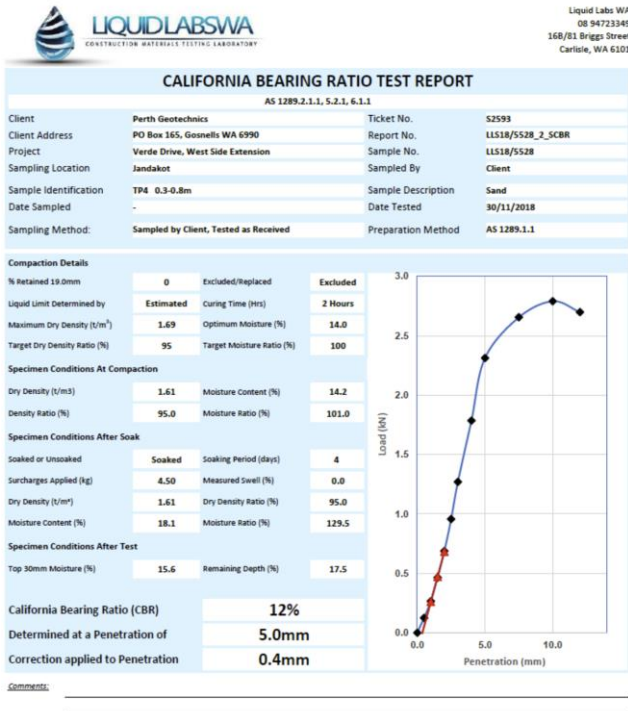 LIQUIDLABSWA
CONSTRUCTION MATERIALS TESTING LABORATORY
Liquid Labs WA
08 94723349
16B/81 Briggs Street
Carlisle, WA 6101
CALIFORNIA BEARING RATIO TEST REPORT
AS 1289.2.1.1, 5.2.1, 6.1.1
Client Perth Geotechnics Ticket No. S2593
Client Address PO Box 165, Gosnells WA 6990 Report No. LLS18/5528_2_SCBR
Project Verde Drive, West Side Extension Sample No. LLS18/5528
Sampling Location Jandakot Sampled By Client
Sample Identification TP4 0.3-0.8m Sample Description Sand
Date Sampled - Date Tested 30/11/2018
Sampling Method: Sampled by Client, Tested as Received Preparation Method AS 1289.1.1
Compaction Details
% Retained 19.0mm 0 Excluded/Replaced Excluded
Liquid Limit Determined by Estimated Curing Time (Hrs) 2 Hours
Maximum Dry Density (t/m³) 1.69 Optimum Moisture (%) 14.0
Target Dry Density Ratio (%) 95 Target Moisture Ratio (%) 100
Specimen Conditions At Compaction
Dry Density (t/m3) 1.61 Moisture Content (%) 14.2
Density Ratio (%) 95.0 Moisture Ratio (%) 101.0
Specimen Conditions After Soak
Soaked or Unsoaked Soaked Soaking Period (days) 4
Surcharges Applied (kg) 4.50 Measured Swell (%) 0.0
Dry Density (t/m³) 1.61 Dry Density Ratio (%) 95.0
Moisture Content (%) 18.1 Moisture Ratio (%) 129.5
Specimen Conditions After Test
Top 30mm Moisture (%) 15.6 Remaining Depth (%) 17.5
California Bearing Ratio (CBR) 12%
Determined at a Penetration of 5.0mm
Correction applied to Penetration 0.4mm
3.0
2.5
2.0
1.5
1.0
0.5
0.0
Load (kN)
0.0 5.0 10.0
Penetration (mm)
Comments: